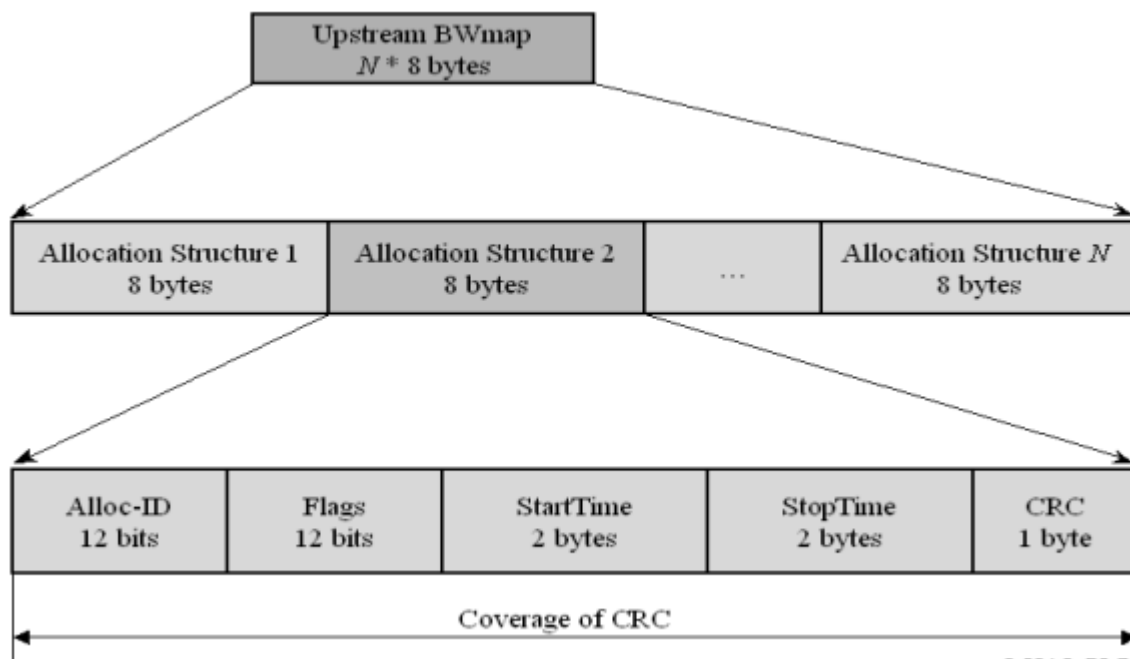 Upstream BWmap
N * 8 bytes
Allocation Structure 1
8 bytes
Allocation Structure 2
8 bytes
...
Allocation Structure N
8 bytes
Alloc-ID
12 bits
Flags
12 bits
StartTime
2 bytes
StopTime
2 bytes
CRC
1 byte
Coverage of CRC